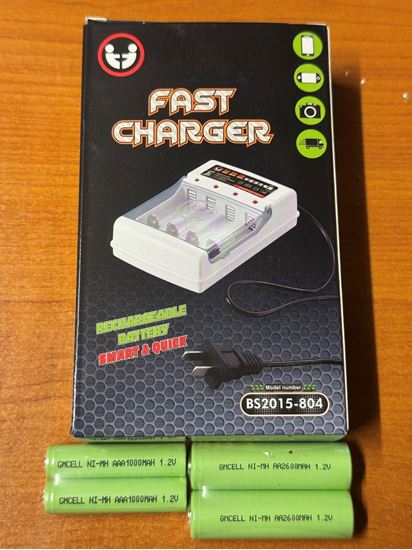 FAST
CHARGER
RECHARGEABLE
BATTERY
SMART & QUICK
Model number
BS2015-804
GMCELL NI-MH AAA1000MAH 1.2V
GMCELL NI-MH AA2600MAH 1.2V
GMCELL NI-MH AAA1000MAH 1.2V
GMCELL NI-MH AA2600MAH 1.2V